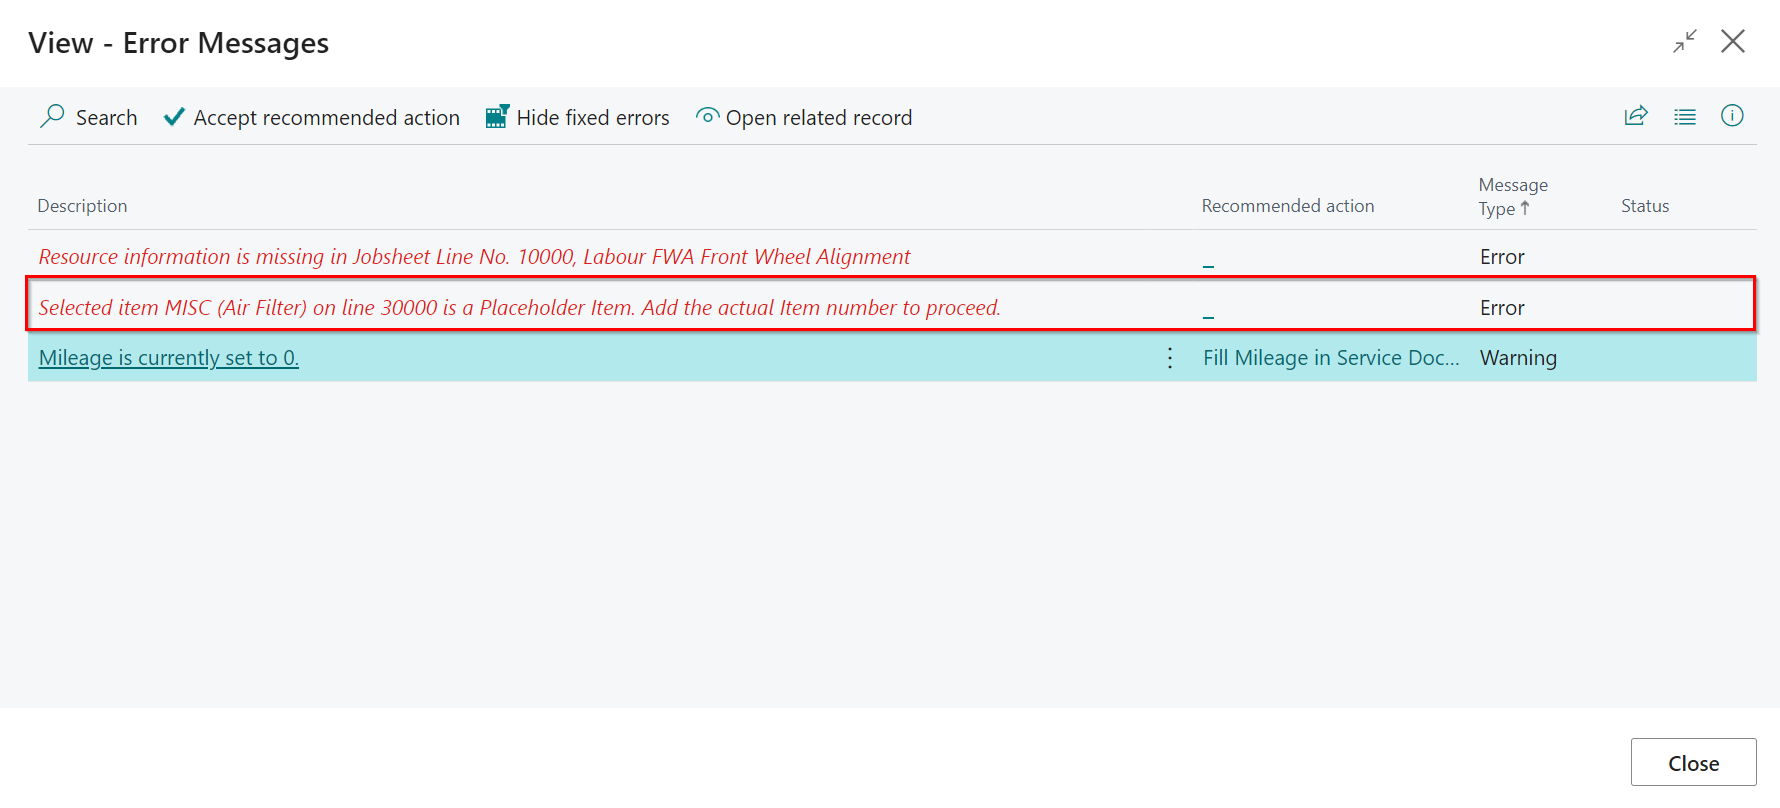 View - Error Messages
Search Accept recommended action Hide fixed errors Open related record
Description Recommended action Message Type ↑ Status
Resource information is missing in Jobsheet Line No. 10000, Labour FWA Front Wheel Alignment _ Error
Selected item MISC (Air Filter) on line 30000 is a Placeholder Item. Add the actual Item number to proceed. _ Error
Mileage is currently set to 0. Fill Mileage in Service Doc... Warning
Close